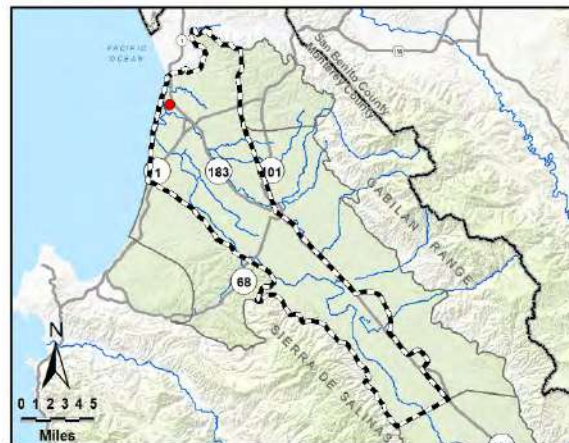 PACIFIC
OCEAN
1
San Benito County
Monterey County
1
183
101
GABILAN RANGE
68
SIERRA DE SALINAS
N
0 1 2 3 4 5
Miles